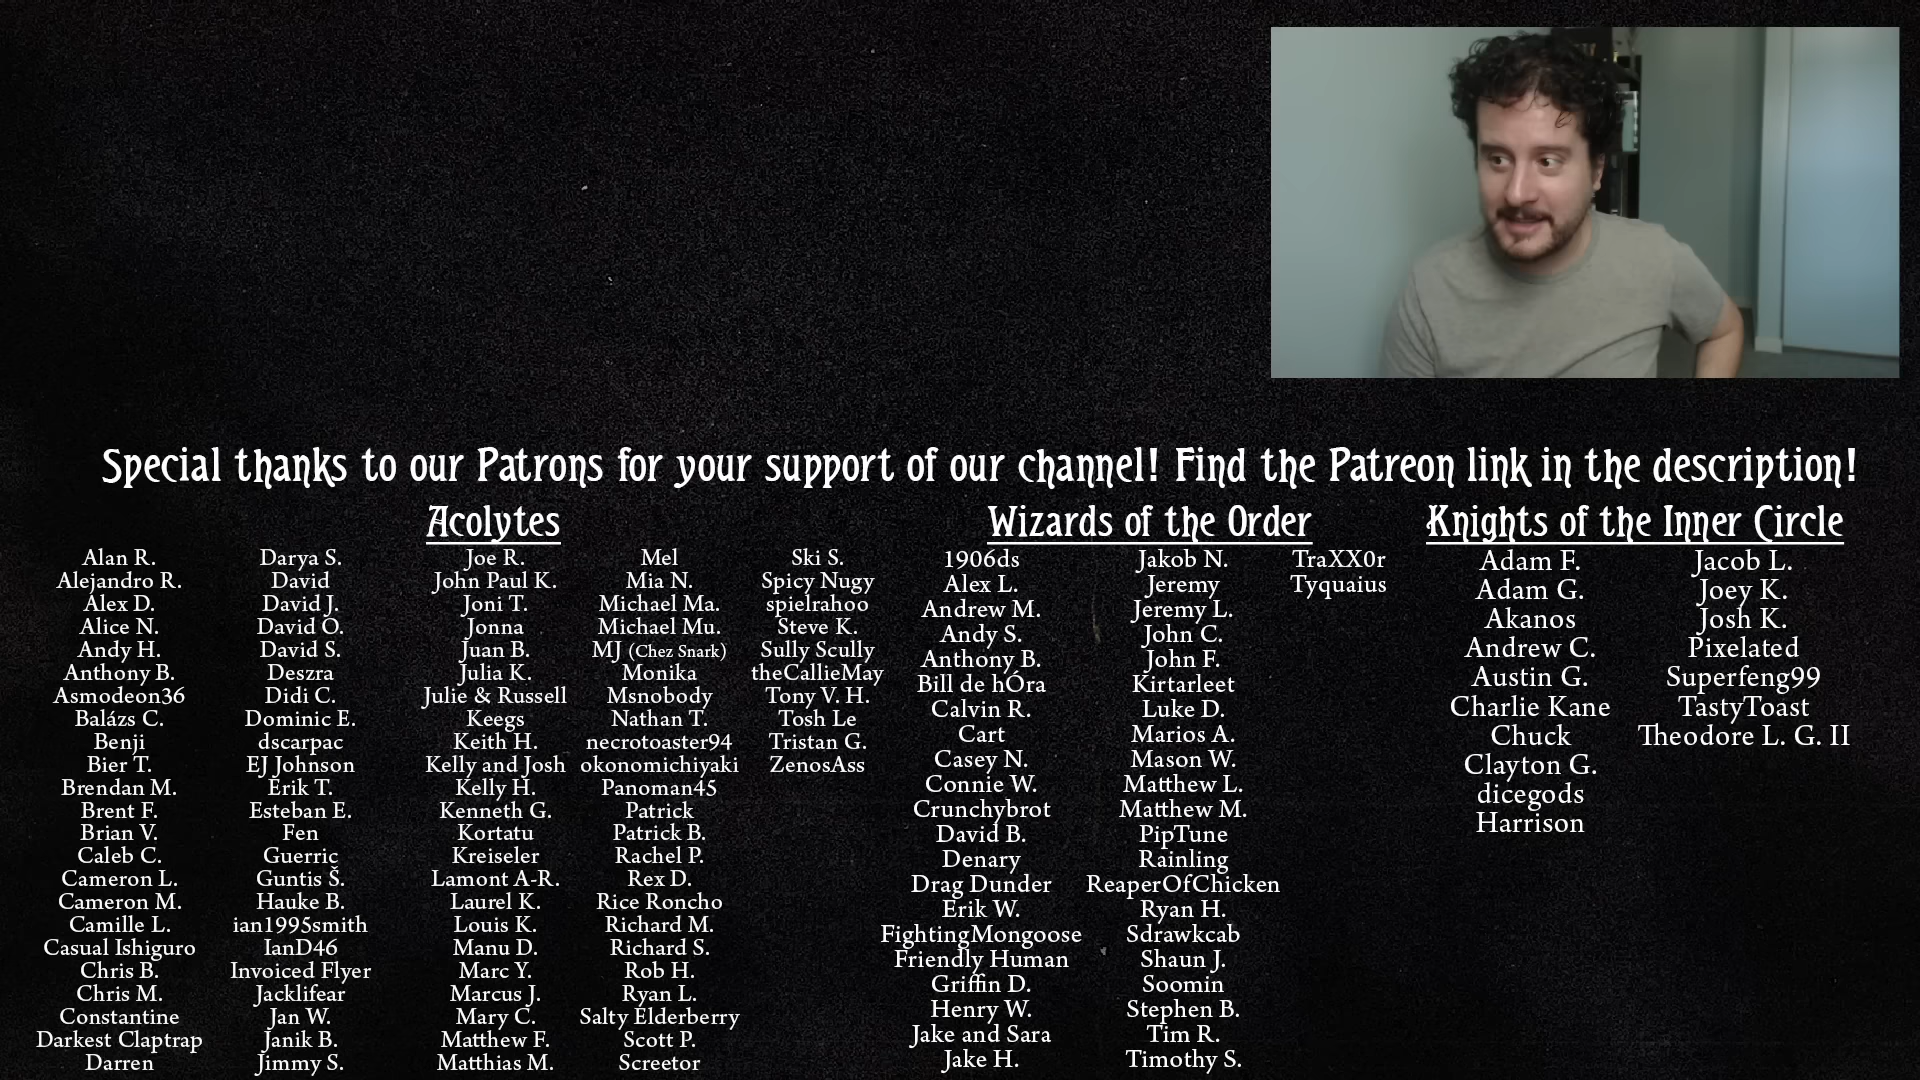 Special thanks to our Patrons for your support of our channel! Find the Patreon link in the description!
Acolytes
Alan R.
Alejandro R.
Alex D.
Alice N.
Andy H.
Anthony B.
Asmodeon36
Balázs C.
Benji
Bier T.
Brendan M.
Brent F.
Brian V.
Caleb C.
Cameron L.
Cameron M.
Camille L.
Casual Ishiguro
Chris B.
Chris M.
Constantine
Darkest Claptrap
Darren
Darya S.
David
David J.
David O.
David S.
Deszra
Didi C.
Dominic E.
dscarpac
EJ Johnson
Erik T.
Esteban E.
Fen
Guerric
Guntis Š.
Hauke B.
ian1995smith
IanD46
Invoiced Flyer
Jacklifear
Jan W.
Janik B.
Jimmy S.
Joe R.
John Paul K.
Joni T.
Jonna
Juan B.
Julia K.
Julie & Russell
Keegs
Keith H.
Kelly and Josh
Kelly H.
Kenneth G.
Kortatu
Kreiseler
Lamont A-R.
Laurel K.
Louis K.
Manu D.
Marc Y.
Marcus J.
Mary C.
Matthew F.
Matthias M.
Mel
Mia N.
Michael Ma.
Michael Mu.
MJ (Chez Snark)
Monika
Msnobody
Nathan T.
necrotoaster94
okonomichiyaki
Panoman45
Patrick
Patrick B.
Rachel P.
Rex D.
Rice Roncho
Richard M.
Richard S.
Rob H.
Ryan L.
Salty Elderberry
Scott P.
Screetor
Ski S.
Spicy Nugy
spielrahoo
Steve K.
Sully Scully
theCallieMay
Tony V. H.
Tosh Le
Tristan G.
ZenosAss
Wizards of the Order
1906ds
Alex L.
Andrew M.
Andy S.
Anthony B.
Bill de hÓra
Calvin R.
Cart
Casey N.
Connie W.
Crunchybrot
David B.
Denary
Drag Dunder
Erik W.
FightingMongoose
Friendly Human
Griffin D.
Henry W.
Jake and Sara
Jake H.
Jakob N.
Jeremy
Jeremy L.
John C.
John F.
Kirtarleet
Luke D.
Marios A.
Mason W.
Matthew L.
Matthew M.
PipTune
Rainling
ReaperOfChicken
Ryan H.
Sdrawkcab
Shaun J.
Soomin
Stephen B.
Tim R.
Timothy S.
TraXX0r
Tyquaius
Knights of the Inner Circle
Adam F.
Adam G.
Akanos
Andrew C.
Austin G.
Charlie Kane
Chuck
Clayton G.
dicegods
Harrison
Jacob L.
Joey K.
Josh K.
Pixelated
Superfeng99
TastyToast
Theodore L. G. II